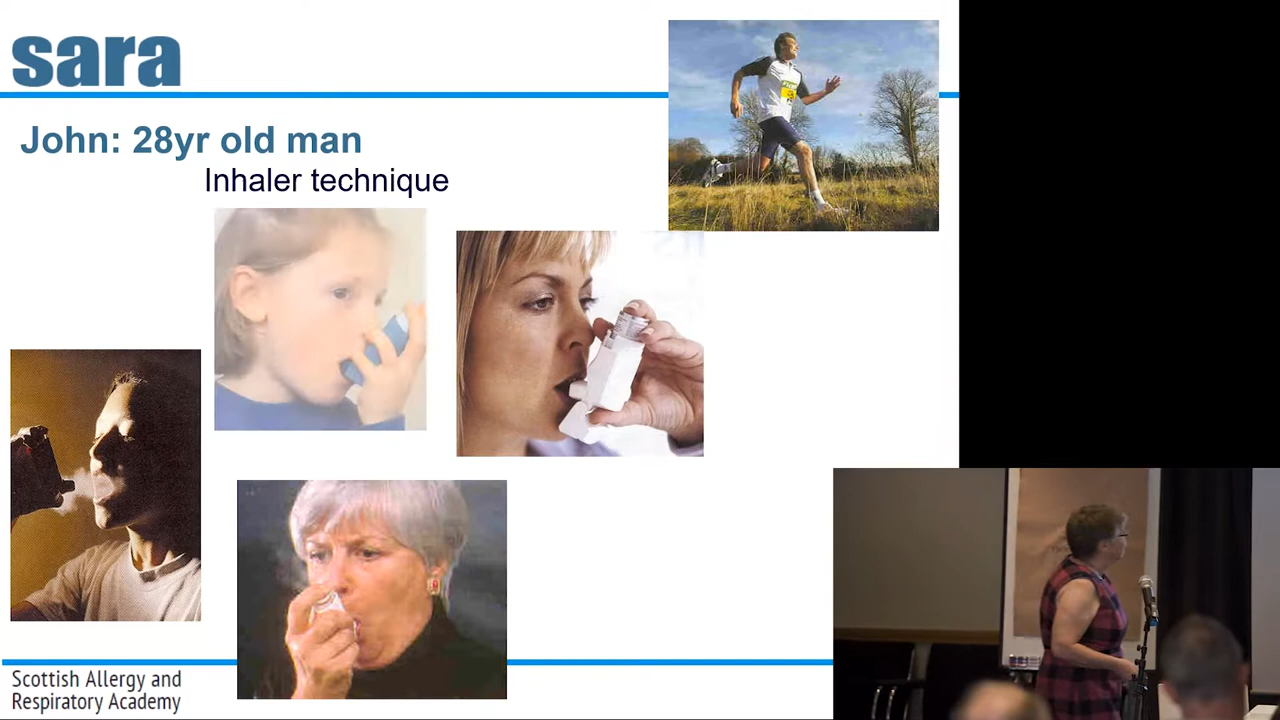 sara
John: 28yr old man
Inhaler technique
Scottish Allergy and
Respiratory Academy